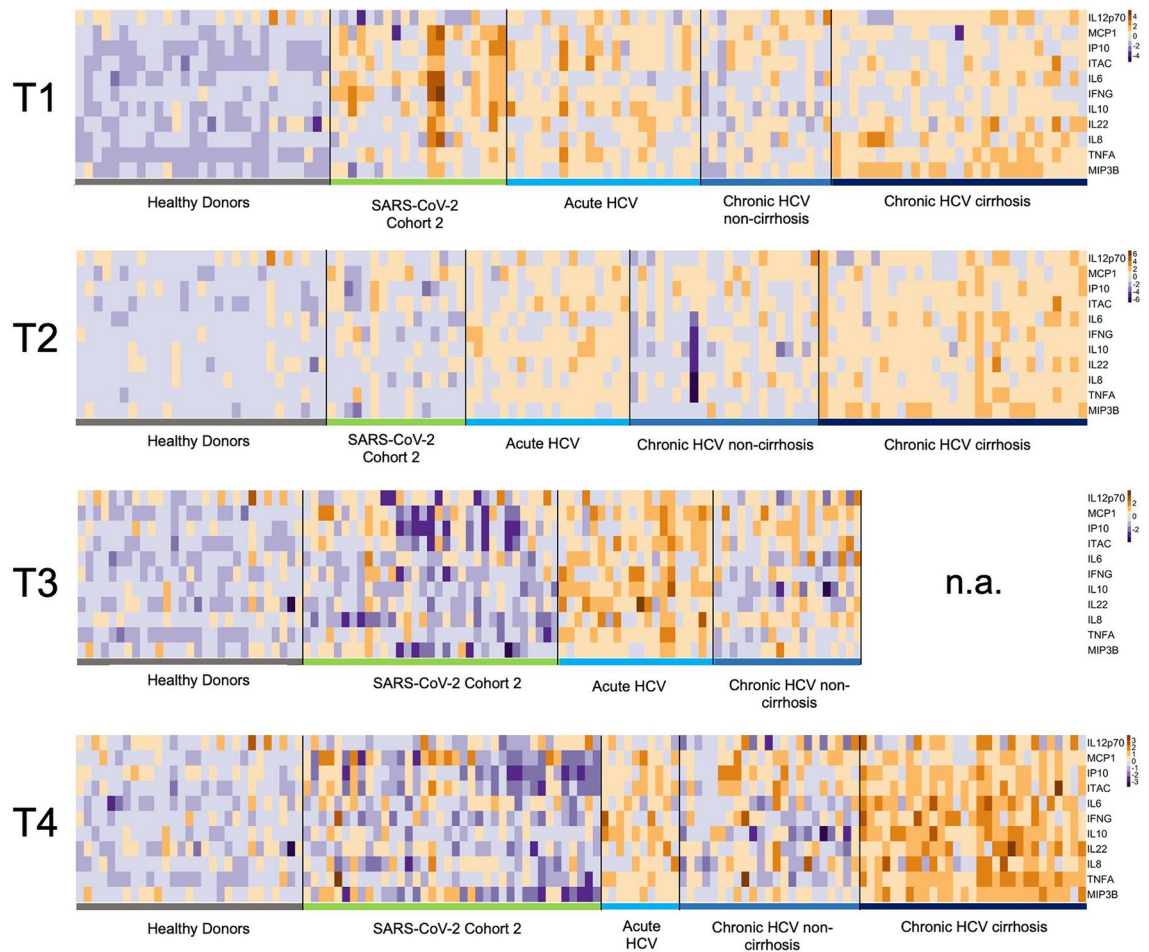 T1
IL12p70
MCP1
IP10
ITAC
IL6
IFNG
IL10
IL22
IL8
TNFA
MIP3B
4
2
0
-2
-4
Healthy Donors
SARS-CoV-2
Cohort 2
Acute HCV
Chronic HCV
non-cirrhosis
Chronic HCV cirrhosis
T2
IL12p70
MCP1
IP10
ITAC
IL6
IFNG
IL10
IL22
IL8
TNFA
MIP3B
6
4
2
0
-2
-4
-6
Healthy Donors
SARS-CoV-2
Cohort 2
Acute HCV
Chronic HCV non-cirrhosis
Chronic HCV cirrhosis
T3
n.a.
IL12p70
MCP1
IP10
ITAC
IL6
IFNG
IL10
IL22
IL8
TNFA
MIP3B
2
0
-2
Healthy Donors
SARS-CoV-2 Cohort 2
Acute HCV
Chronic HCV non-
cirrhosis
T4
IL12p70
MCP1
IP10
ITAC
IL6
IFNG
IL10
IL22
IL8
TNFA
MIP3B
3
2
1
0
-1
-2
-3
Healthy Donors
SARS-CoV-2 Cohort 2
Acute
HCV
Chronic HCV non-
cirrhosis
Chronic HCV cirrhosis